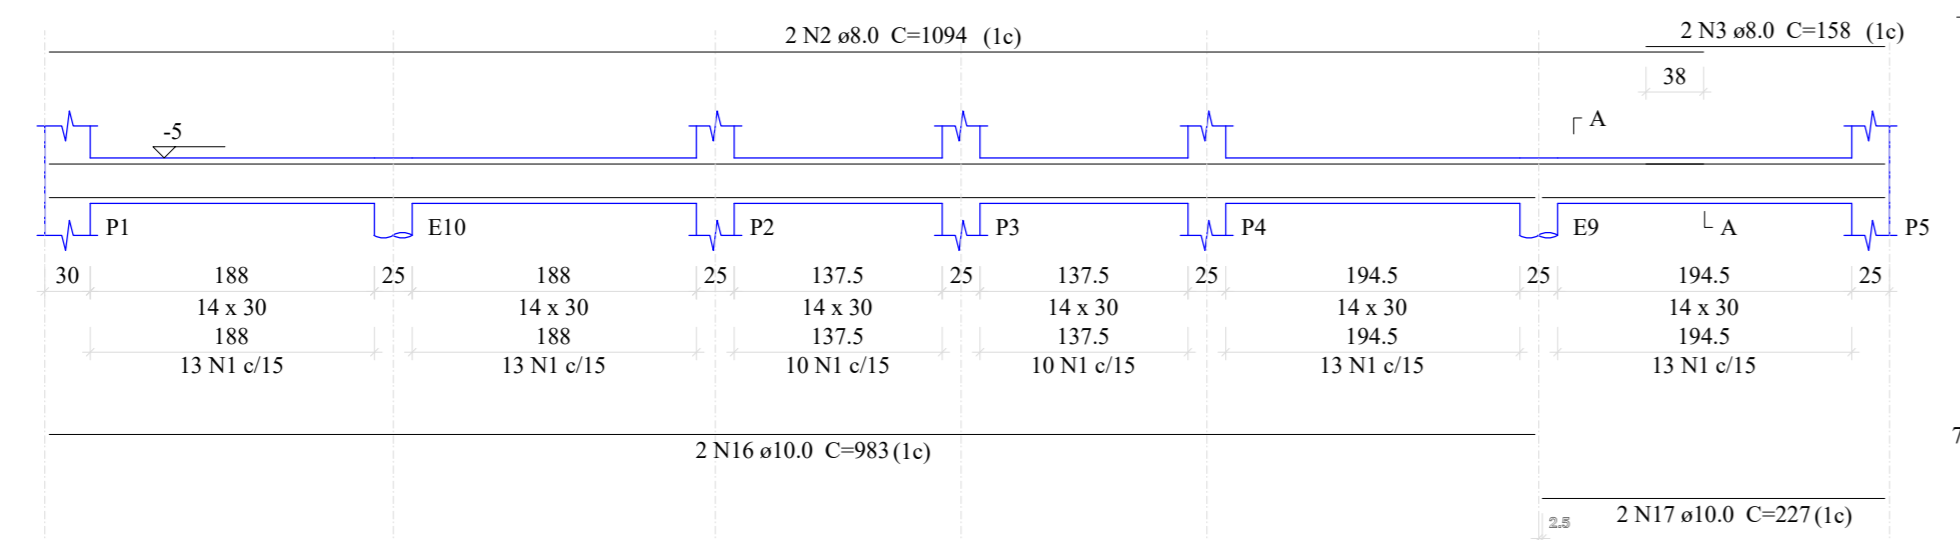 2 N2 ø8.0 C=1094 (1c)
2 N3 ø8.0 C=158 (1c)
38
A
-5
P1
E10
P2
P3
P4
E9
A
P5
30 188 25 188 25 137.5 25 137.5 25 194.5 25 194.5 25
14 x 30 14 x 30 14 x 30 14 x 30 14 x 30 14 x 30
188 188 137.5 137.5 194.5 194.5
13 N1 c/15 13 N1 c/15 10 N1 c/15 10 N1 c/15 13 N1 c/15 13 N1 c/15
7
2 N16 ø10.0 C=983 (1c)
2.5
2 N17 ø10.0 C=227 (1c)